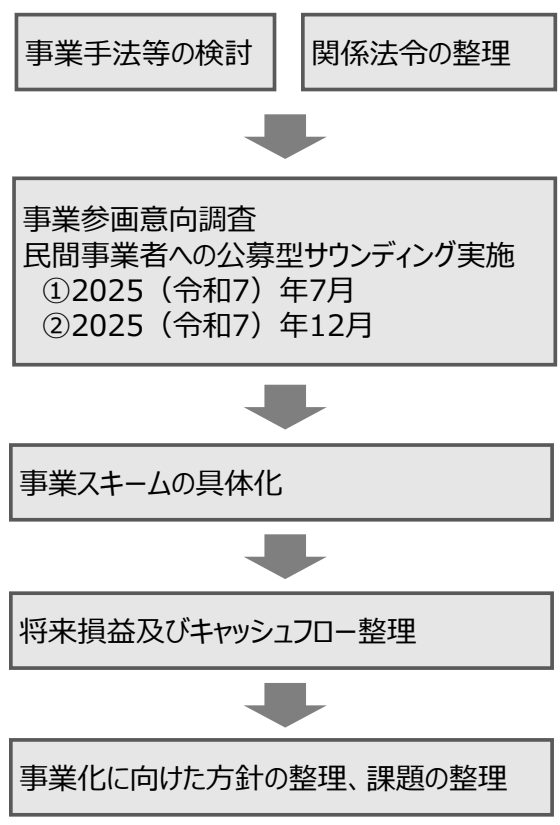 事業手法等の検討
関係法令の整理
事業参画意向調査
民間事業者への公募型サウンディング実施
①2025（令和7）年7月
②2025（令和7）年12月
事業スキームの具体化
将来損益及びキャッシュフロー整理
事業化に向けた方針の整理、課題の整理